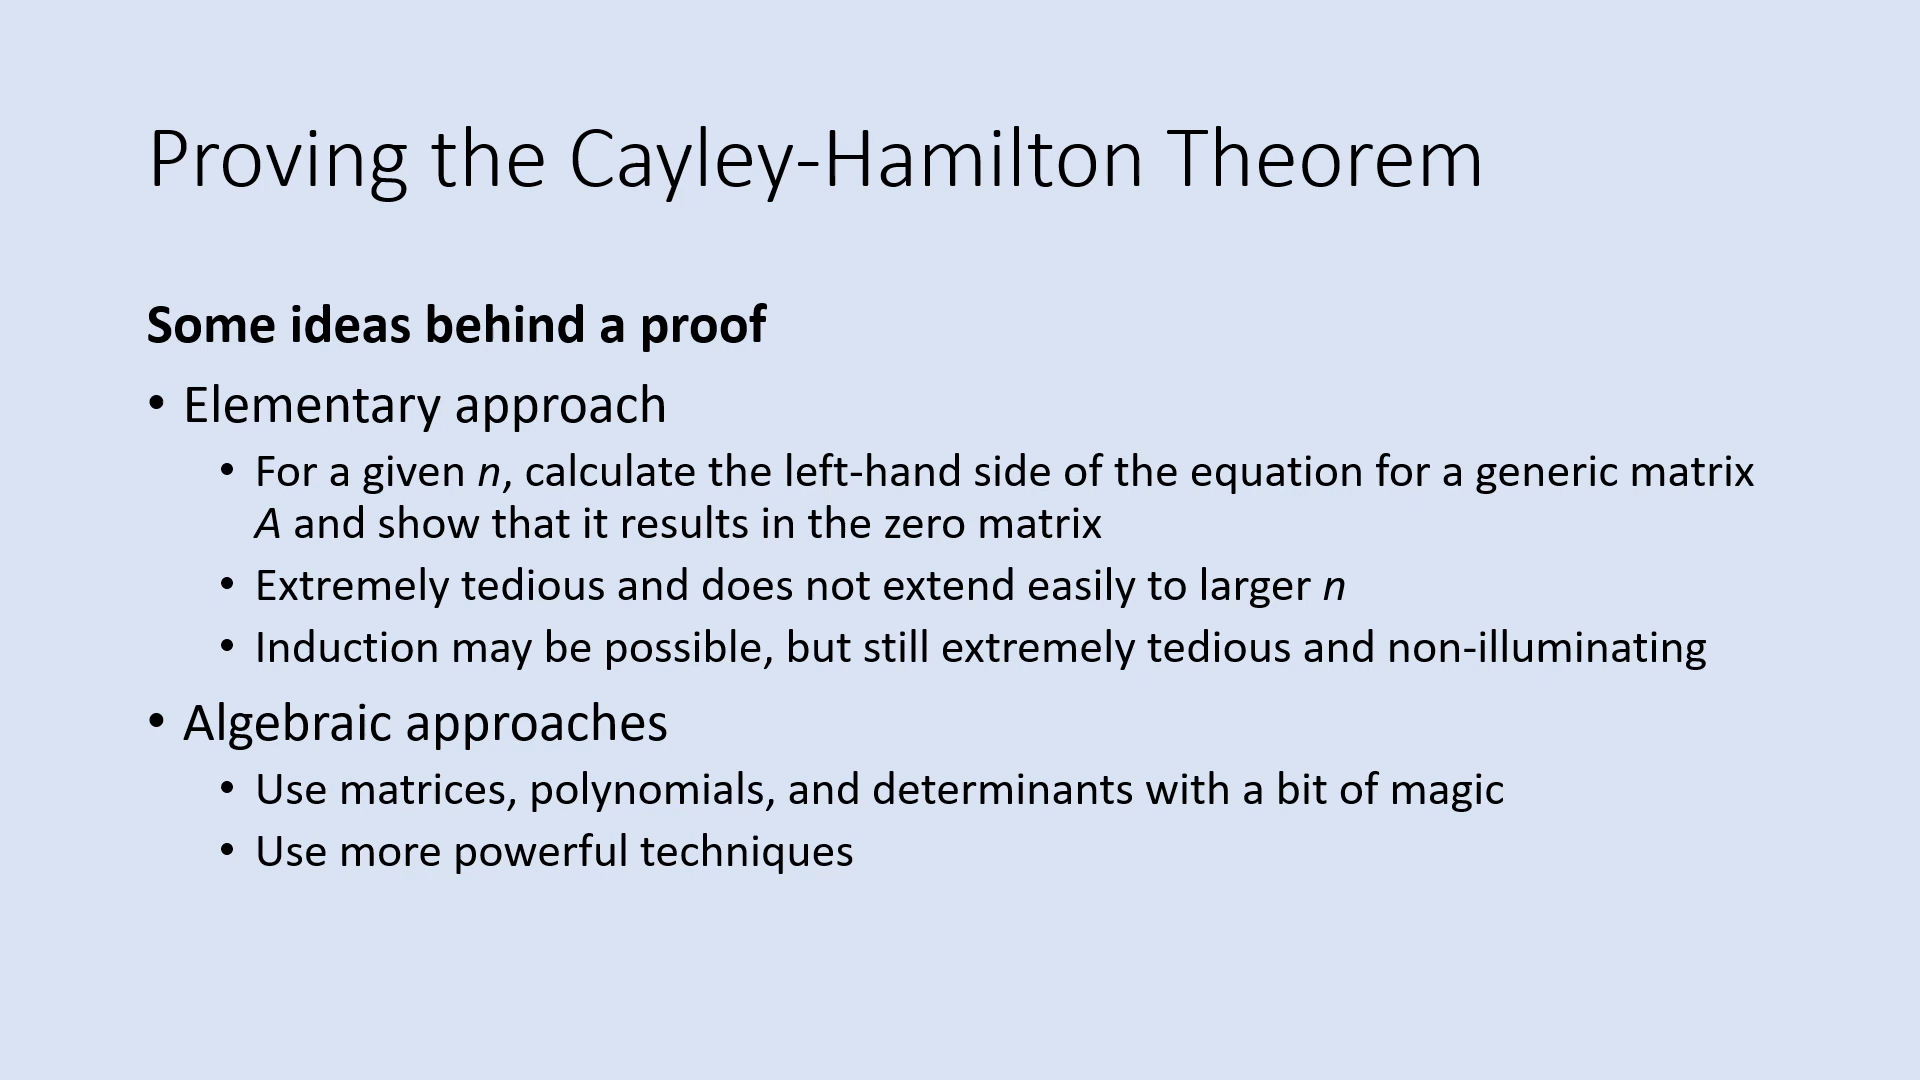 Proving the Cayley-Hamilton Theorem
Some ideas behind a proof
• Elementary approach
• For a given n, calculate the left-hand side of the equation for a generic matrix
A and show that it results in the zero matrix
• Extremely tedious and does not extend easily to larger n
• Induction may be possible, but still extremely tedious and non-illuminating
• Algebraic approaches
• Use matrices, polynomials, and determinants with a bit of magic
• Use more powerful techniques